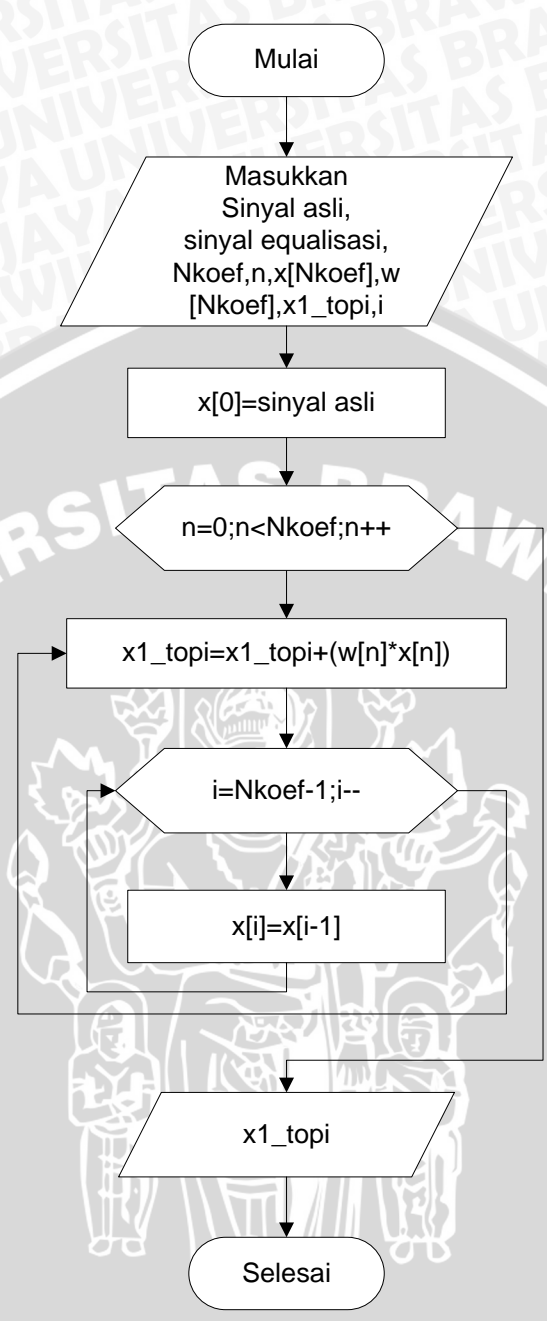 Mulai
Masukkan
Sinyal asli,
sinyal equalisasi,
Nkoef,n,x[Nkoef],w
[Nkoef],x1_topi,i
x[0]=sinyal asli
n=0;n<Nkoef;n++
x1_topi=x1_topi+(w[n]*x[n])
i=Nkoef-1;i--
x[i]=x[i-1]
x1_topi
Selesai